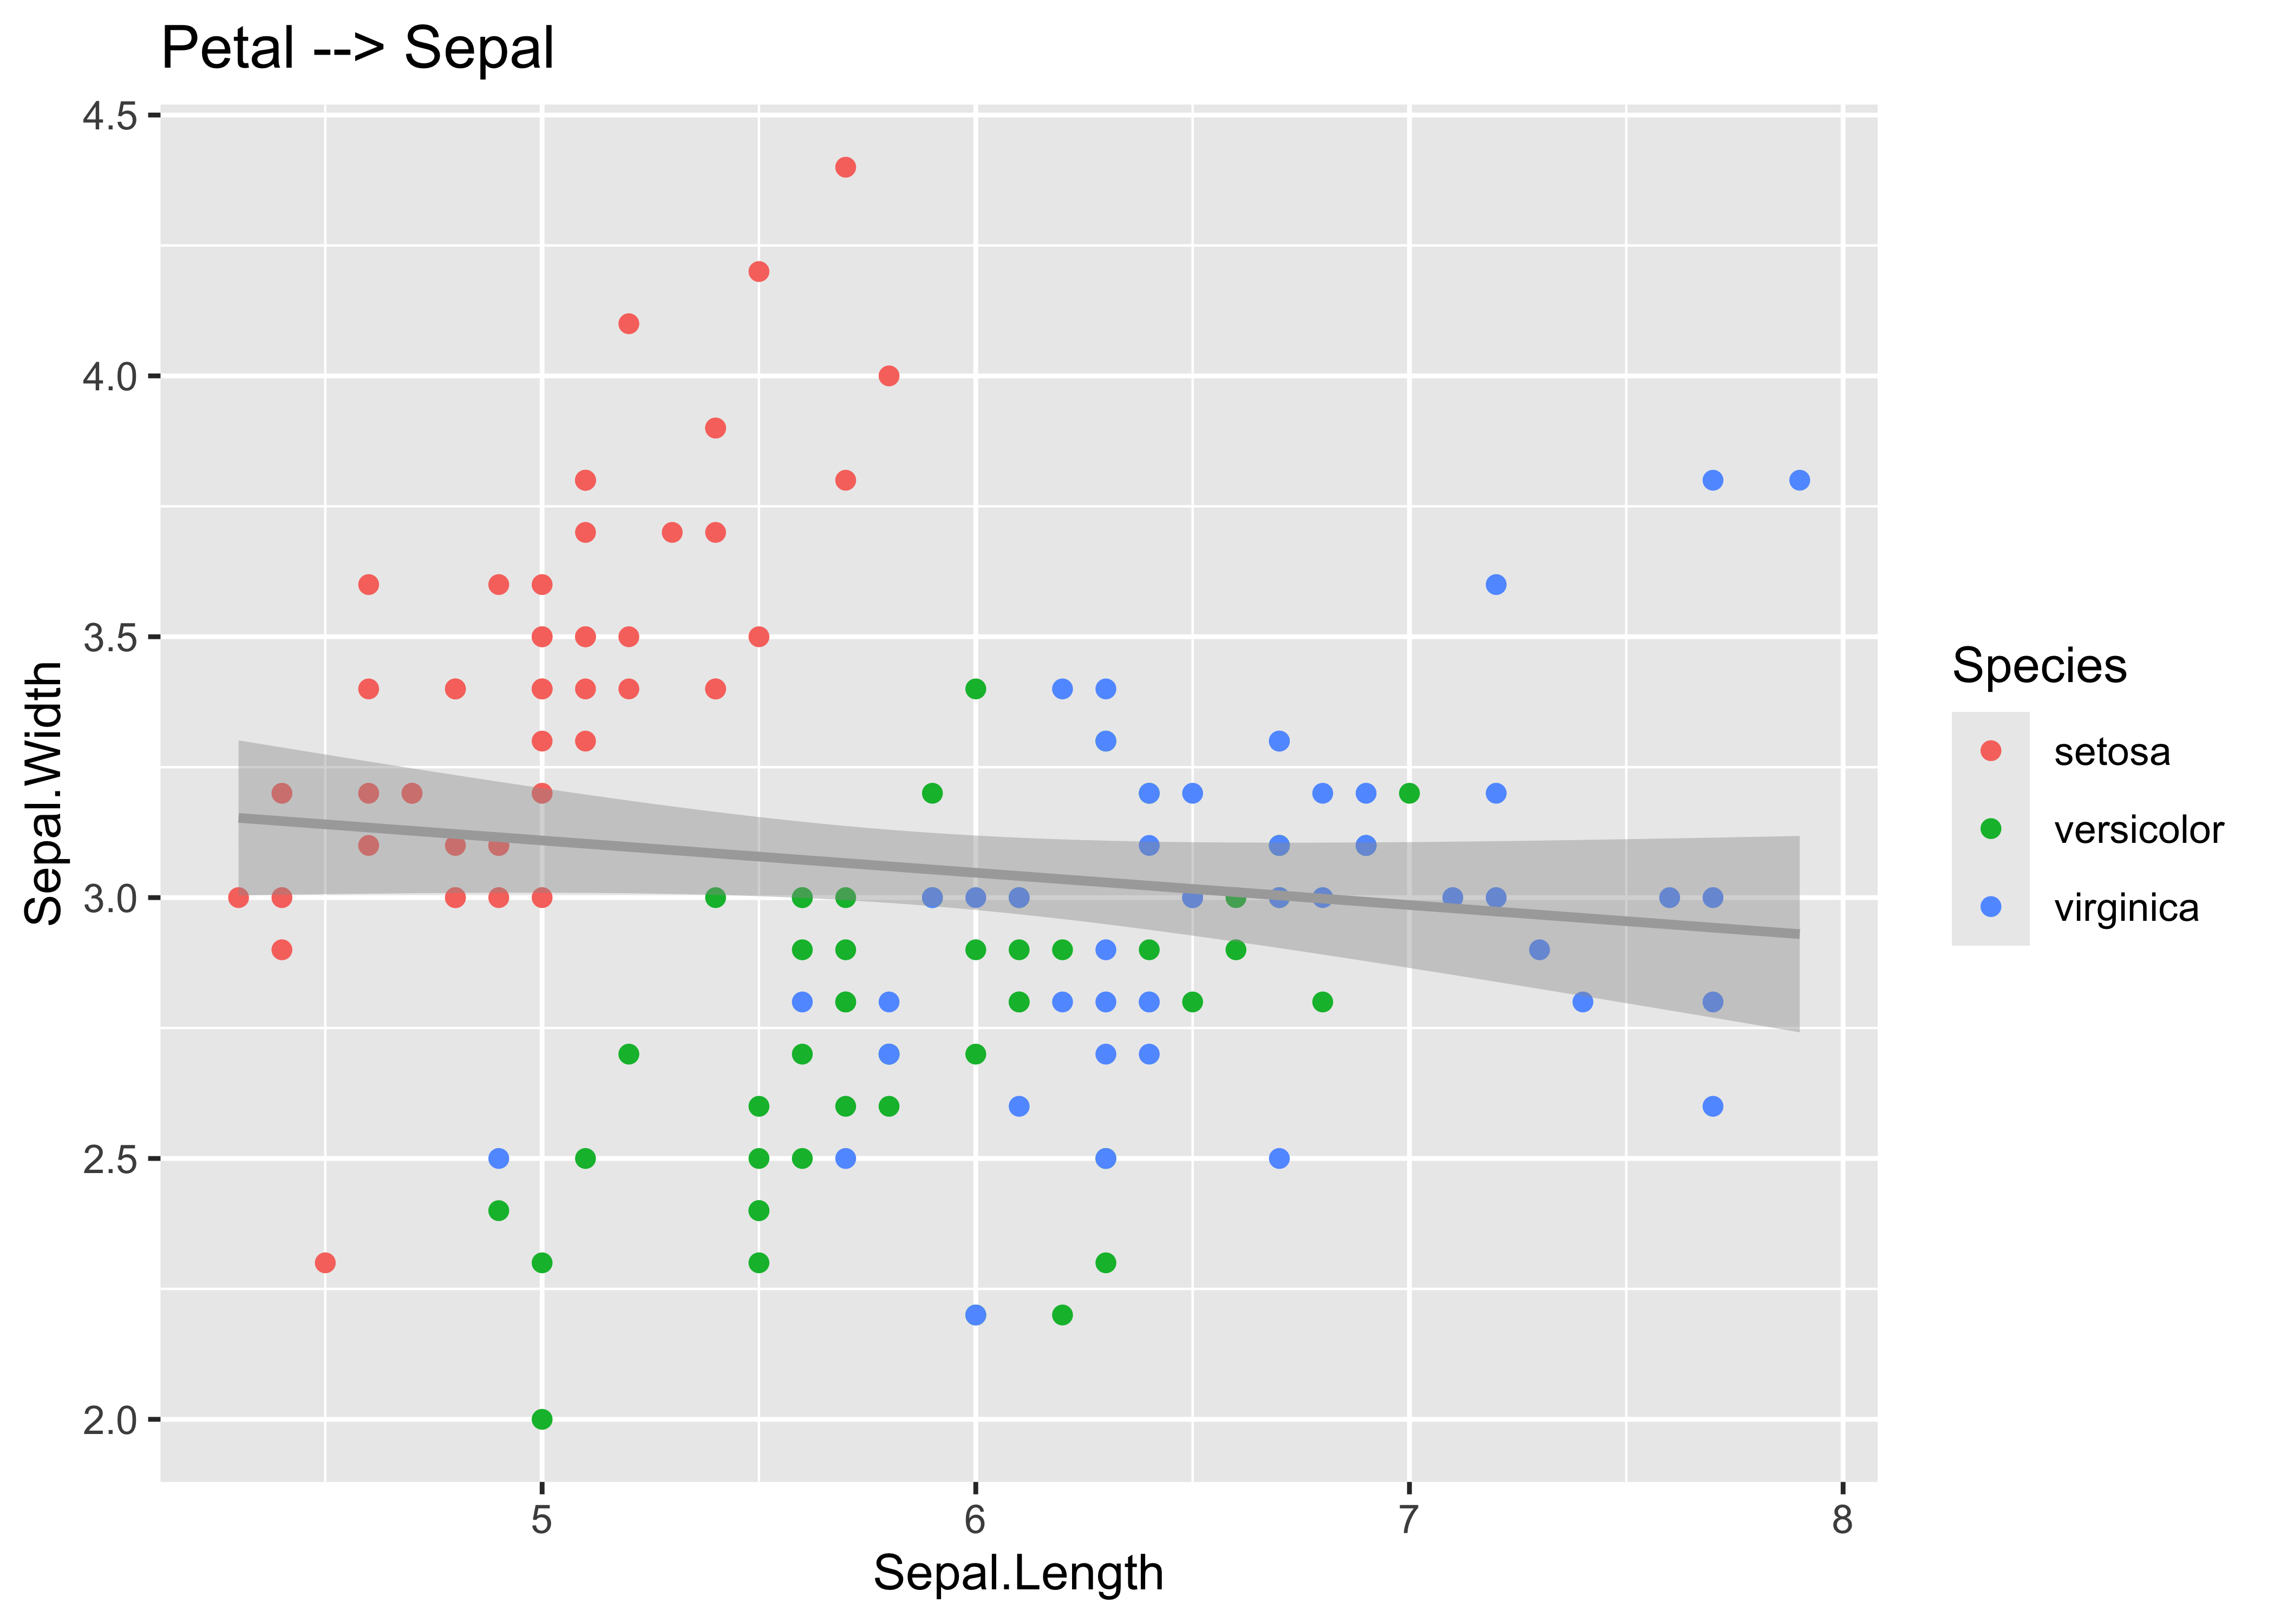 Petal --> Sepal
4.5
4.0
3.5
3.0
2.5
2.0
Sepal.Width
5 6 7 8
Sepal.Length
Species
setosa
versicolor
virginica